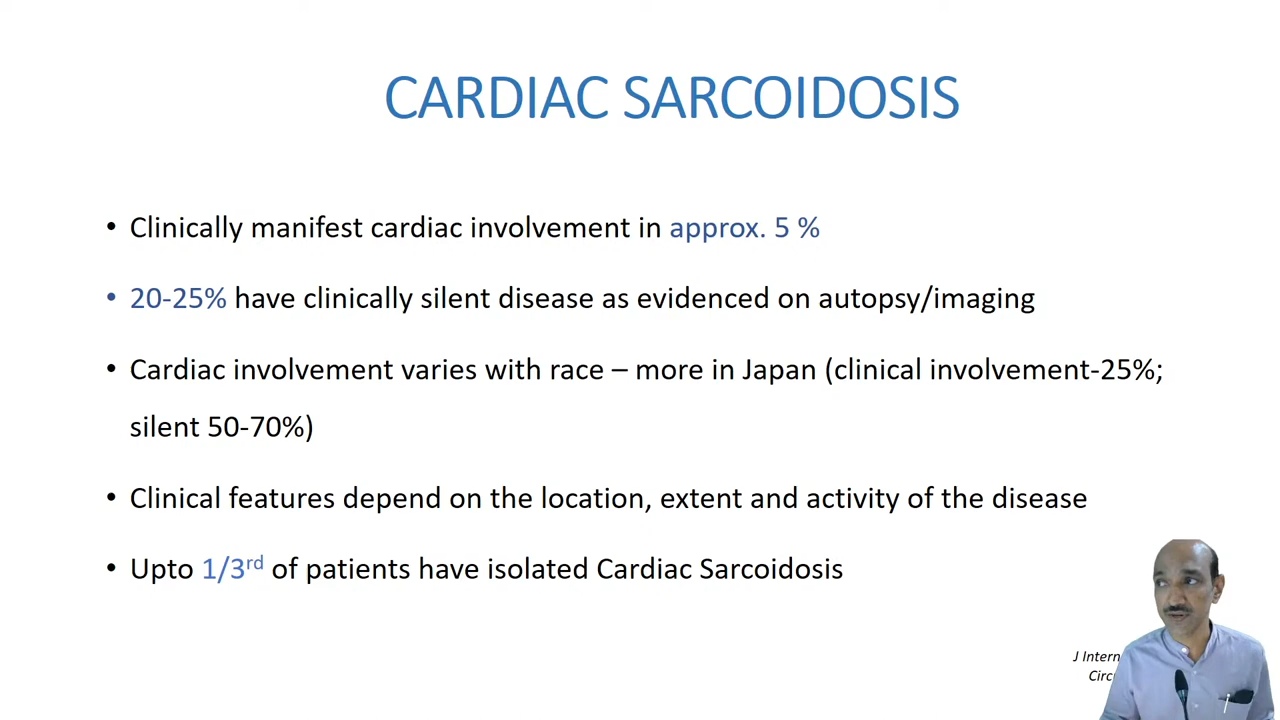 CARDIAC SARCOIDOSIS
• Clinically manifest cardiac involvement in approx. 5 %
• 20-25% have clinically silent disease as evidenced on autopsy/imaging
• Cardiac involvement varies with race – more in Japan (clinical involvement-25%;
silent 50-70%)
• Clinical features depend on the location, extent and activity of the disease
• Upto 1/3rd of patients have isolated Cardiac Sarcoidosis
J